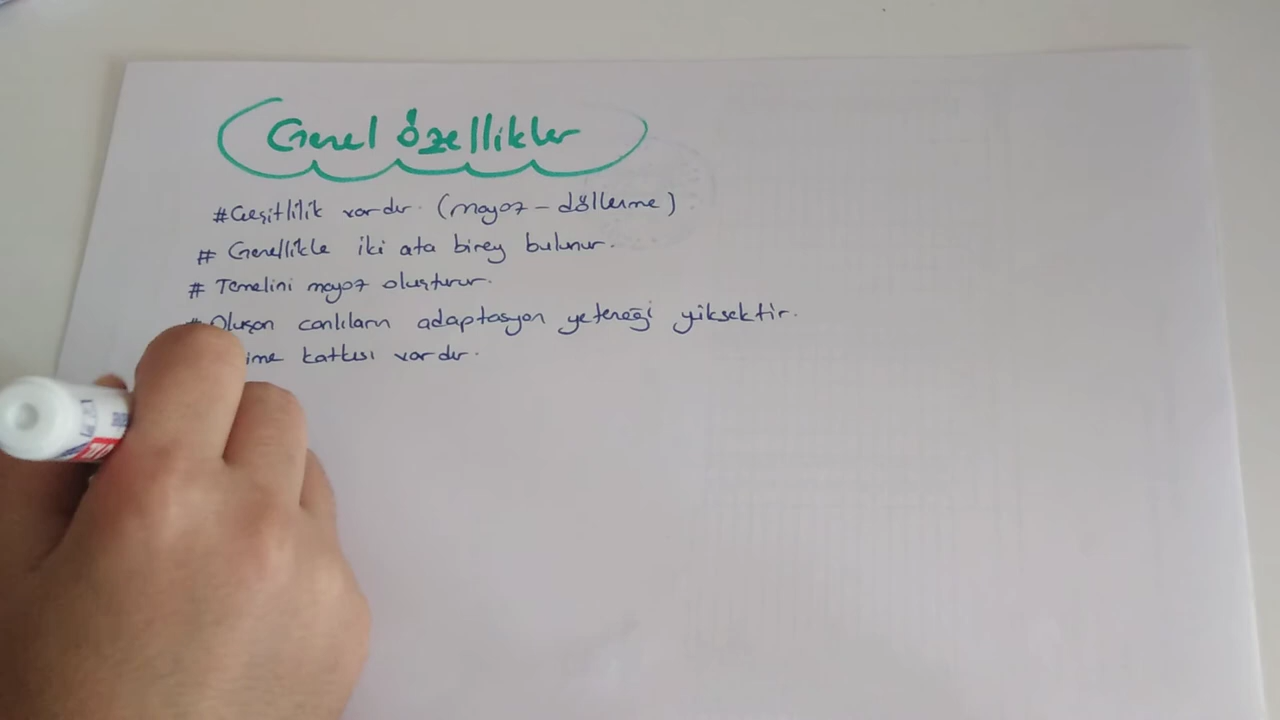 Genel özellikler
#Çeşitlilik vardır. (mayoz - döllenme)
# Genellikle iki ata birey bulunur.
# Temelini mayoz oluşturur.
# Oluşan canlıların adaptasyon yeteneği yüksektir.
katkısı vardır.